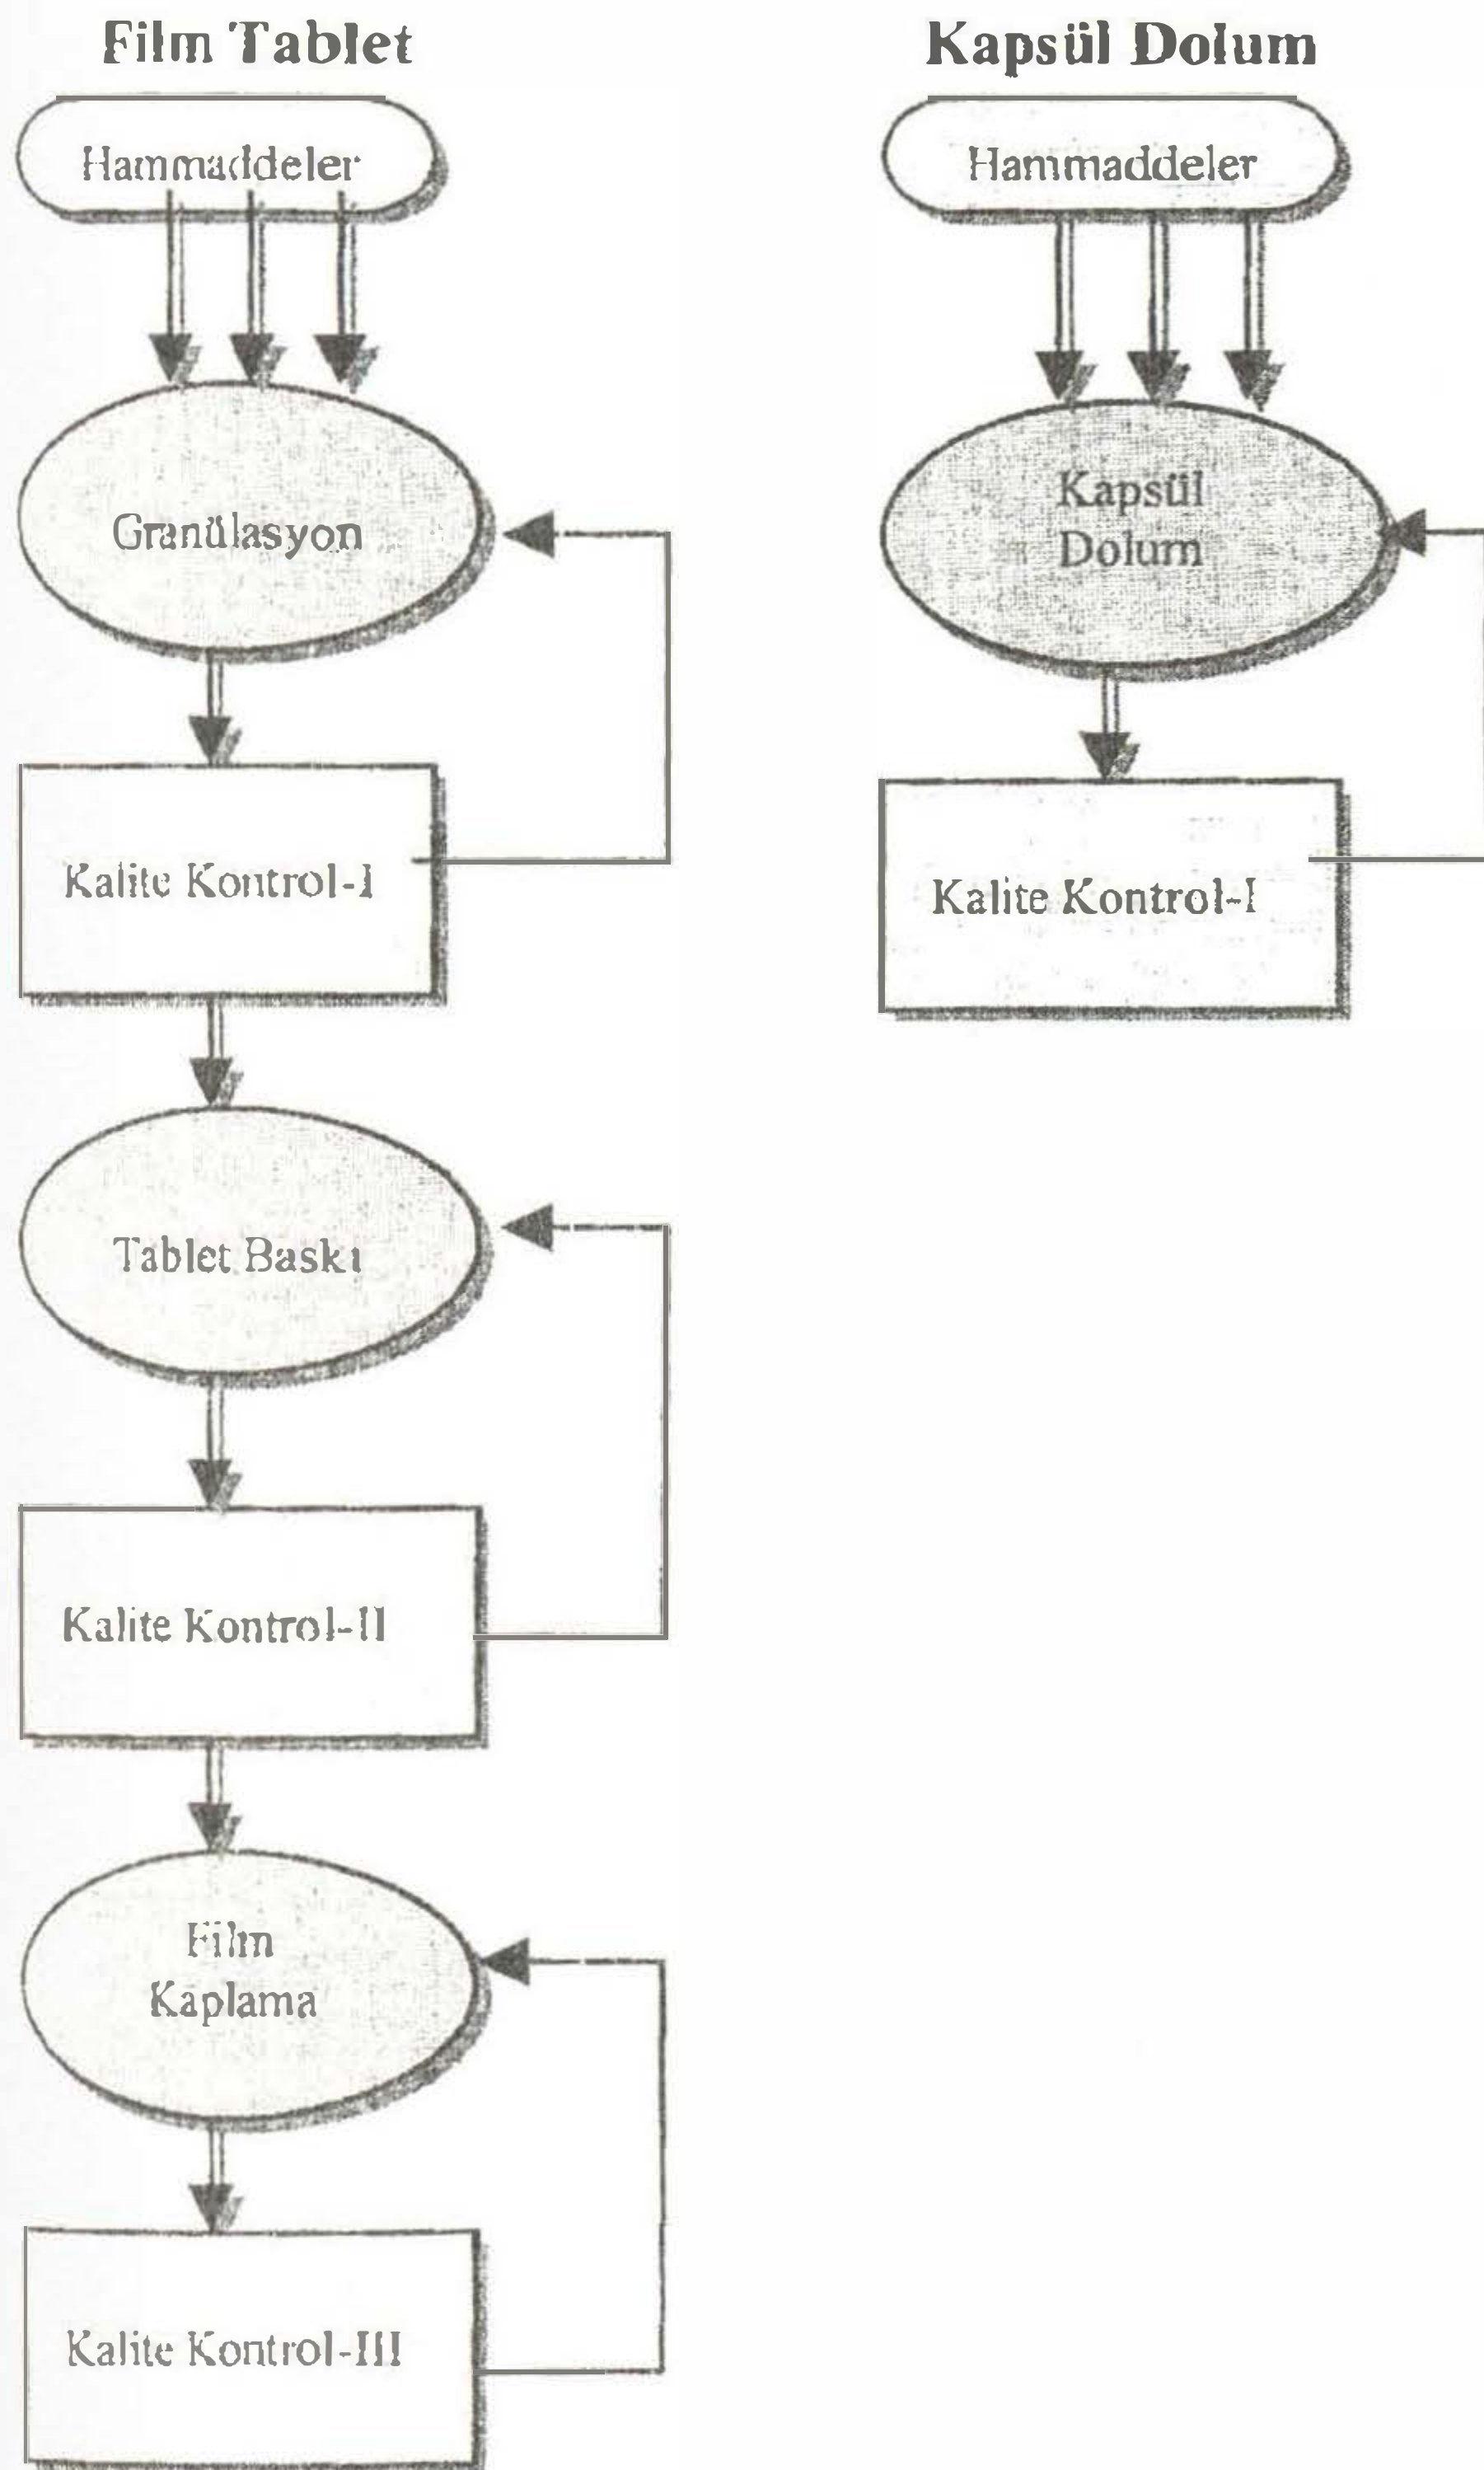 Film Tablet
Hammaddeler
Granülasyon
Kalite Kontrol-I
Tablet Baskı
Kalite Kontrol-II
Film
Kaplama
Kalite Kontrol-III
Kapsül Dolum
Hammaddeler
Kapsül
Dolum
Kalite Kontrol-I